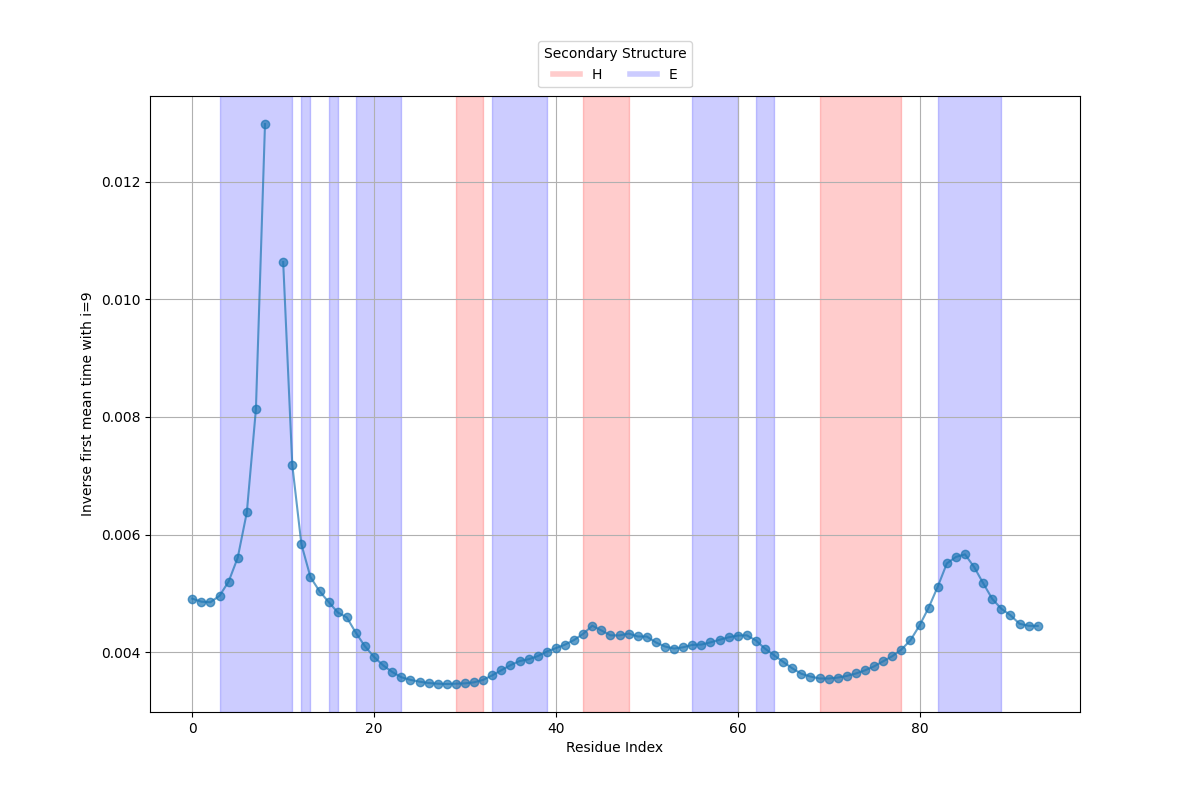 Secondary Structure
H E
0.012
0.010
0.008
0.006
0.004
Inverse first mean time with i=9
0 20 40 60 80
Residue Index